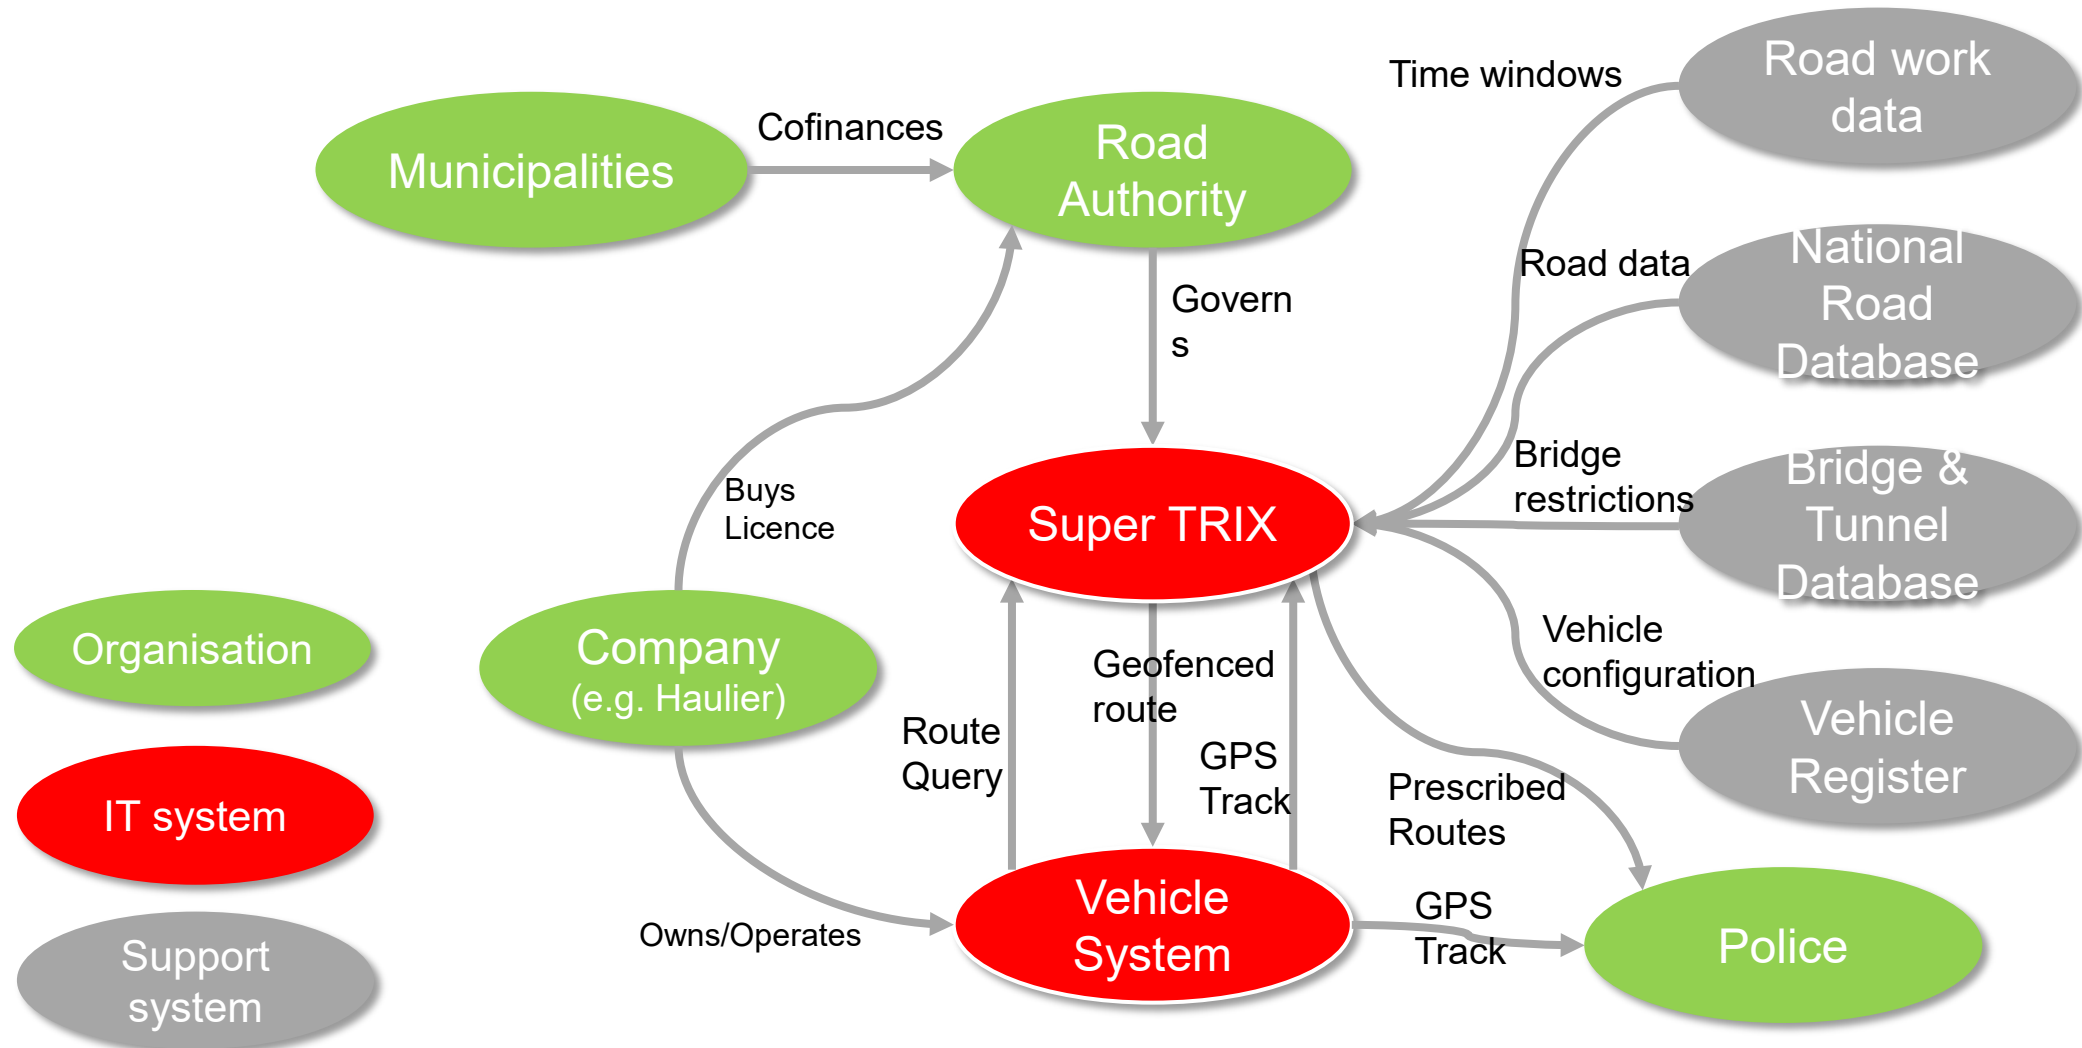 Time windows
Road work
data
Municipalities
Cofinances
Road
Authority
Road data
National
Road
Database
Govern
s
Buys
Licence
Super TRIX
Bridge
restrictions
Bridge &
Tunnel
Database
Organisation
Company
(e.g. Haulier)
Geofenced
route
Vehicle
configuration
Vehicle
Register
Route
Query
GPS
Track
Prescribed
Routes
IT system
Owns/Operates
Vehicle
System
GPS
Track
Police
Support
system